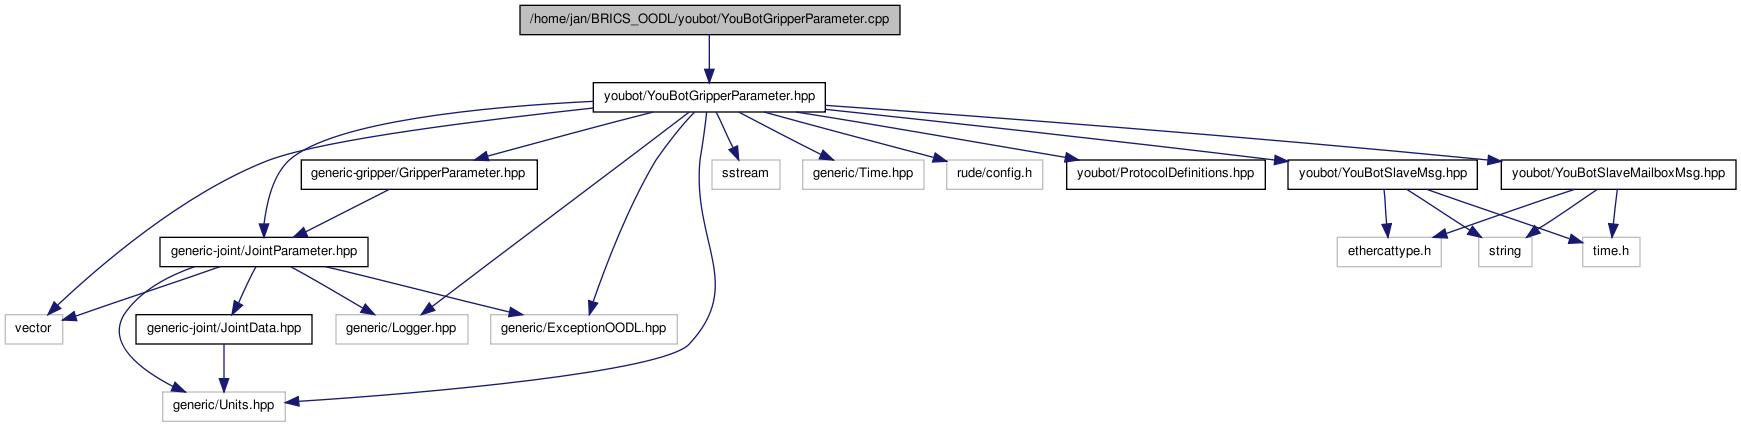 /home/jan/BRICS_OODL/youbot/YouBotGripperParameter.cpp
youbot/YouBotGripperParameter.hpp
generic-gripper/GripperParameter.hpp
sstream
generic/Time.hpp
rude/config.h
youbot/ProtocolDefinitions.hpp
youbot/YouBotSlaveMsg.hpp
youbot/YouBotSlaveMailboxMsg.hpp
generic-joint/JointParameter.hpp
ethercattype.h
string
time.h
vector
generic-joint/JointData.hpp
generic/Logger.hpp
generic/ExceptionOODL.hpp
generic/Units.hpp